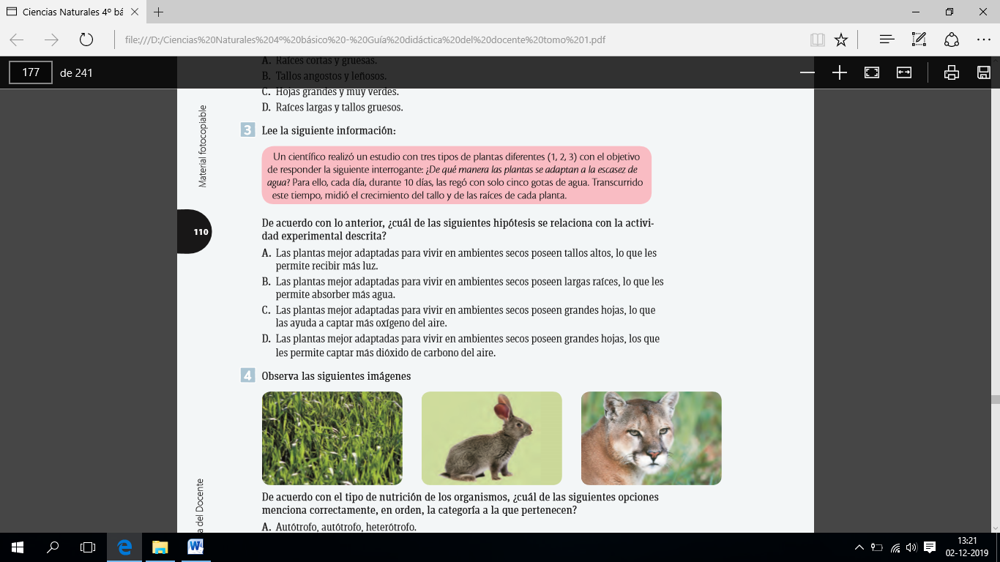 Ciencias Naturales 4º bá
file:///D:/Ciencias%20Naturales%204º%20básico%20-%20Guía%20didáctica%20del%20docente%20tomo%201.pdf
177 de 241
A. Raíces cortas y gruesas.
B. Tallos angostos y leñosos.
C. Hojas grandes y muy verdes.
D. Raíces largas y tallos gruesos.
Material fotocopiable
3 Lee la siguiente información:
Un científico realizó un estudio con tres tipos de plantas diferentes (1, 2, 3) con el objetivo
de responder la siguiente interrogante: ¿De qué manera las plantas se adaptan a la escasez de
agua? Para ello, cada día, durante 10 días, las regó con solo cinco gotas de agua. Transcurrido
este tiempo, midió el crecimiento del tallo y de las raíces de cada planta.
110
De acuerdo con lo anterior, ¿cuál de las siguientes hipótesis se relaciona con la activi-
dad experimental descrita?
A. Las plantas mejor adaptadas para vivir en ambientes secos poseen tallos altos, lo que les
permite recibir más luz.
B. Las plantas mejor adaptadas para vivir en ambientes secos poseen largas raíces, lo que les
permite absorber más agua.
C. Las plantas mejor adaptadas para vivir en ambientes secos poseen grandes hojas, lo que
las ayuda a captar más oxígeno del aire.
D. Las plantas mejor adaptadas para vivir en ambientes secos poseen grandes hojas, los que
les permite captar más dióxido de carbono del aire.
4 Observa las siguientes imágenes
De acuerdo con el tipo de nutrición de los organismos, ¿cuál de las siguientes opciones
menciona correctamente, en orden, la categoría a la que pertenecen?
A. Autótrofo, autótrofo, heterótrofo.
a del Docente
13:21
02-12-2019